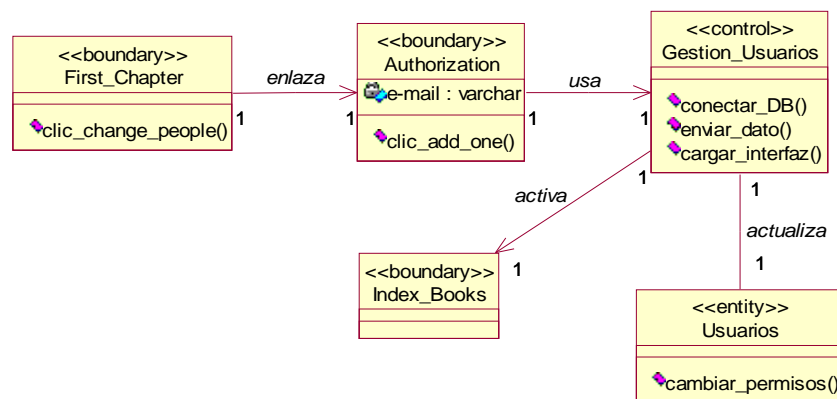 <<boundary>>
First_Chapter
clic_change_people()
enlaza
1
1
<<boundary>>
Authorization
e-mail : varchar
clic_add_one()
usa
1
1
<<control>>
Gestion_Usuarios
conectar_DB()
enviar_dato()
cargar_interfaz()
activa
1
1
<<boundary>>
Index_Books
1
actualiza
1
<<entity>>
Usuarios
cambiar_permisos()